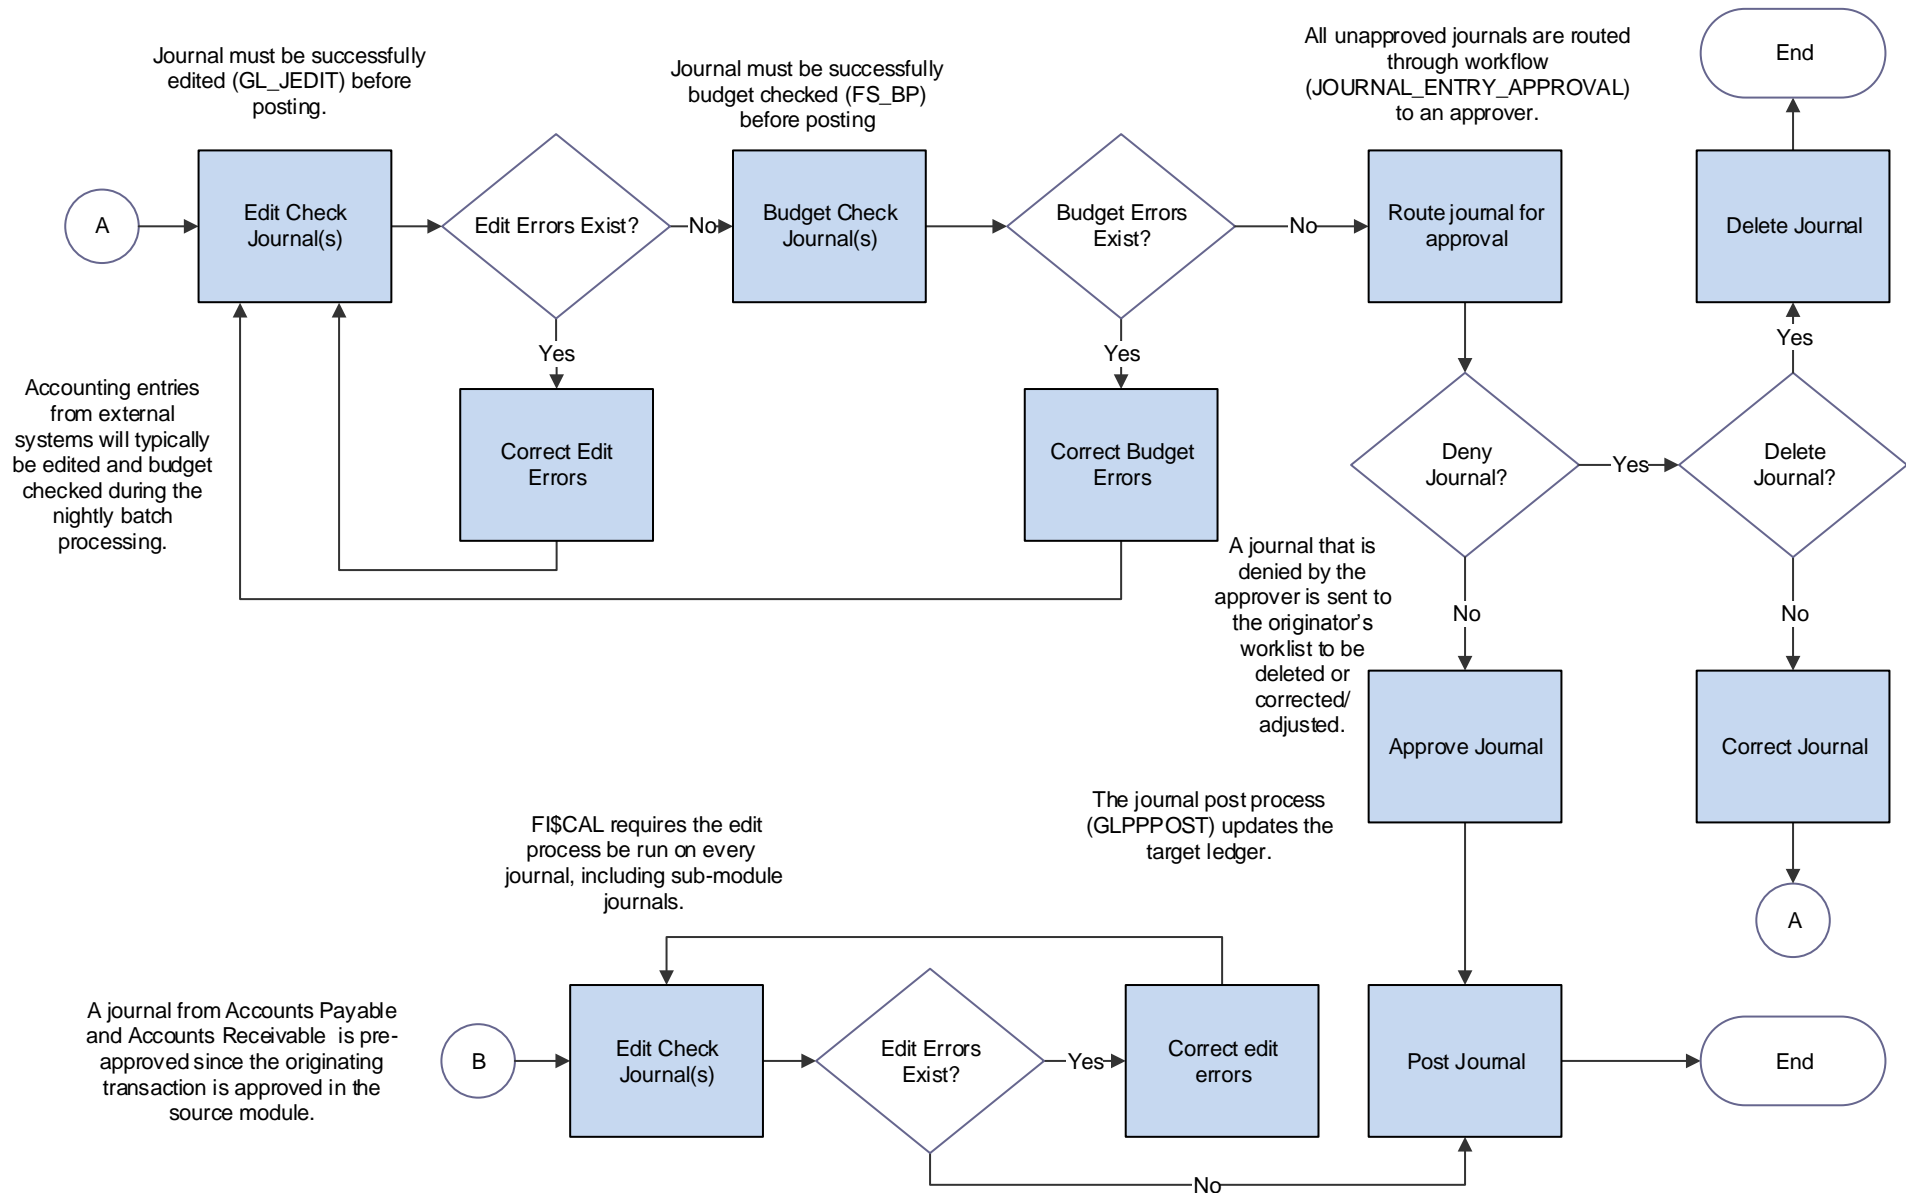 Journal must be successfully
edited (GL_JEDIT) before
posting.
Journal must be successfully
budget checked (FS_BP)
before posting
All unapproved journals are routed
through workflow
(JOURNAL_ENTRY_APPROVAL)
to an approver.
End
A
Edit Check
Journal(s)
Edit Errors Exist?
No
Budget Check
Journal(s)
Budget Errors
Exist?
No
Route journal for
approval
Delete Journal
Yes
Yes
Yes
Accounting entries
from external
systems will typically
be edited and budget
checked during the
nightly batch
processing.
Correct Edit
Errors
Correct Budget
Errors
Deny
Journal?
Yes
Delete
Journal?
A journal that is
denied by the
approver is sent to
the originator's
worklist to be
deleted or
corrected/
adjusted.
No
No
Approve Journal
Correct Journal
The journal post process
(GLPPPOST) updates the
target ledger.
FI$CAL requires the edit
process be run on every
journal, including sub-module
journals.
A
A journal from Accounts Payable
and Accounts Receivable  is pre-
approved since the originating
transaction is approved in the
source module.
B
Edit Check
Journal(s)
Edit Errors
Exist?
Yes
Correct edit
errors
Post Journal
End
No